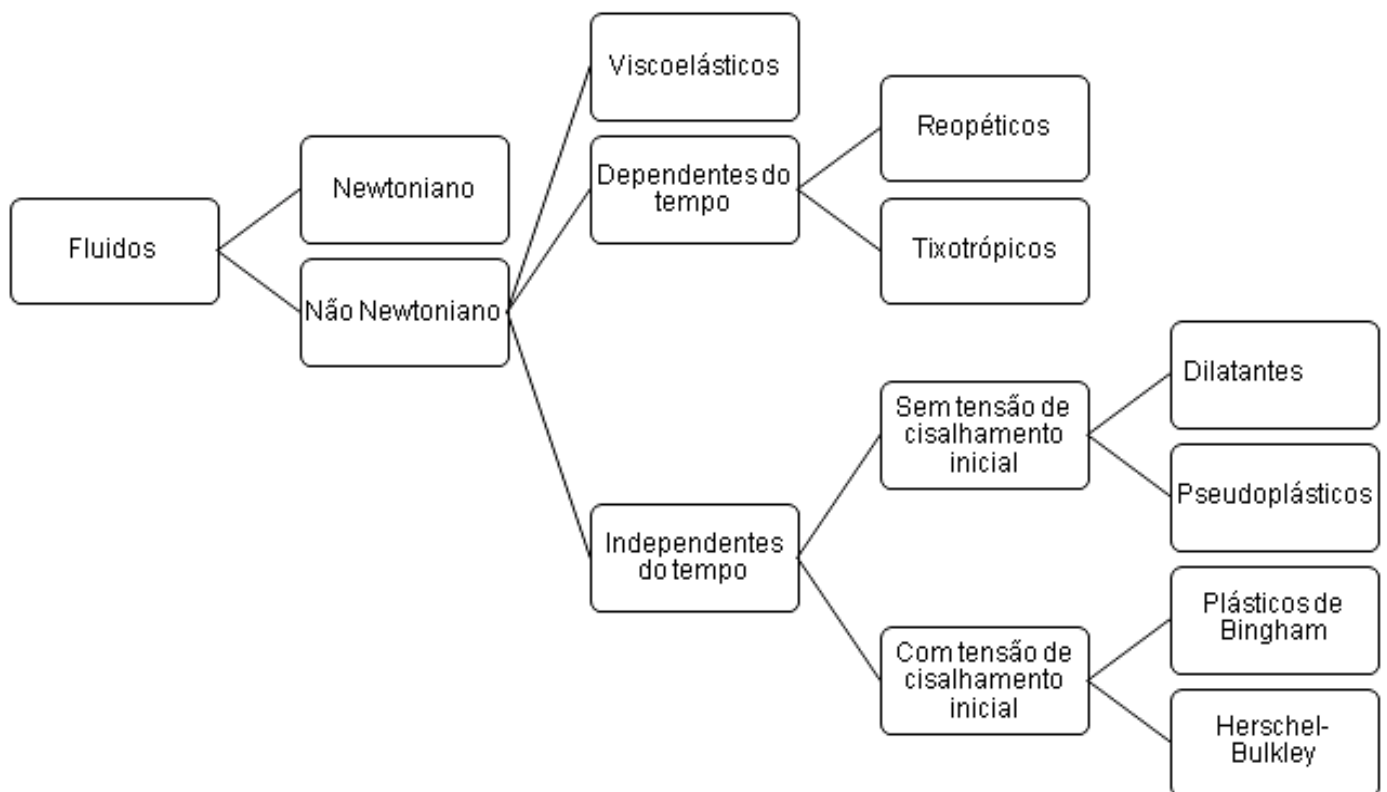 Fluidos
Newtoniano
Não Newtoniano
Viscoelásticos
Dependentes do
tempo
Reopéticos
Tixotrópicos
Independentes
do tempo
Sem tensão de
cisalhamento
inicial
Dilatantes
Pseudoplásticos
Com tensão de
cisalhamento
inicial
Plásticos de
Bingham
Herschel-
Bulkley